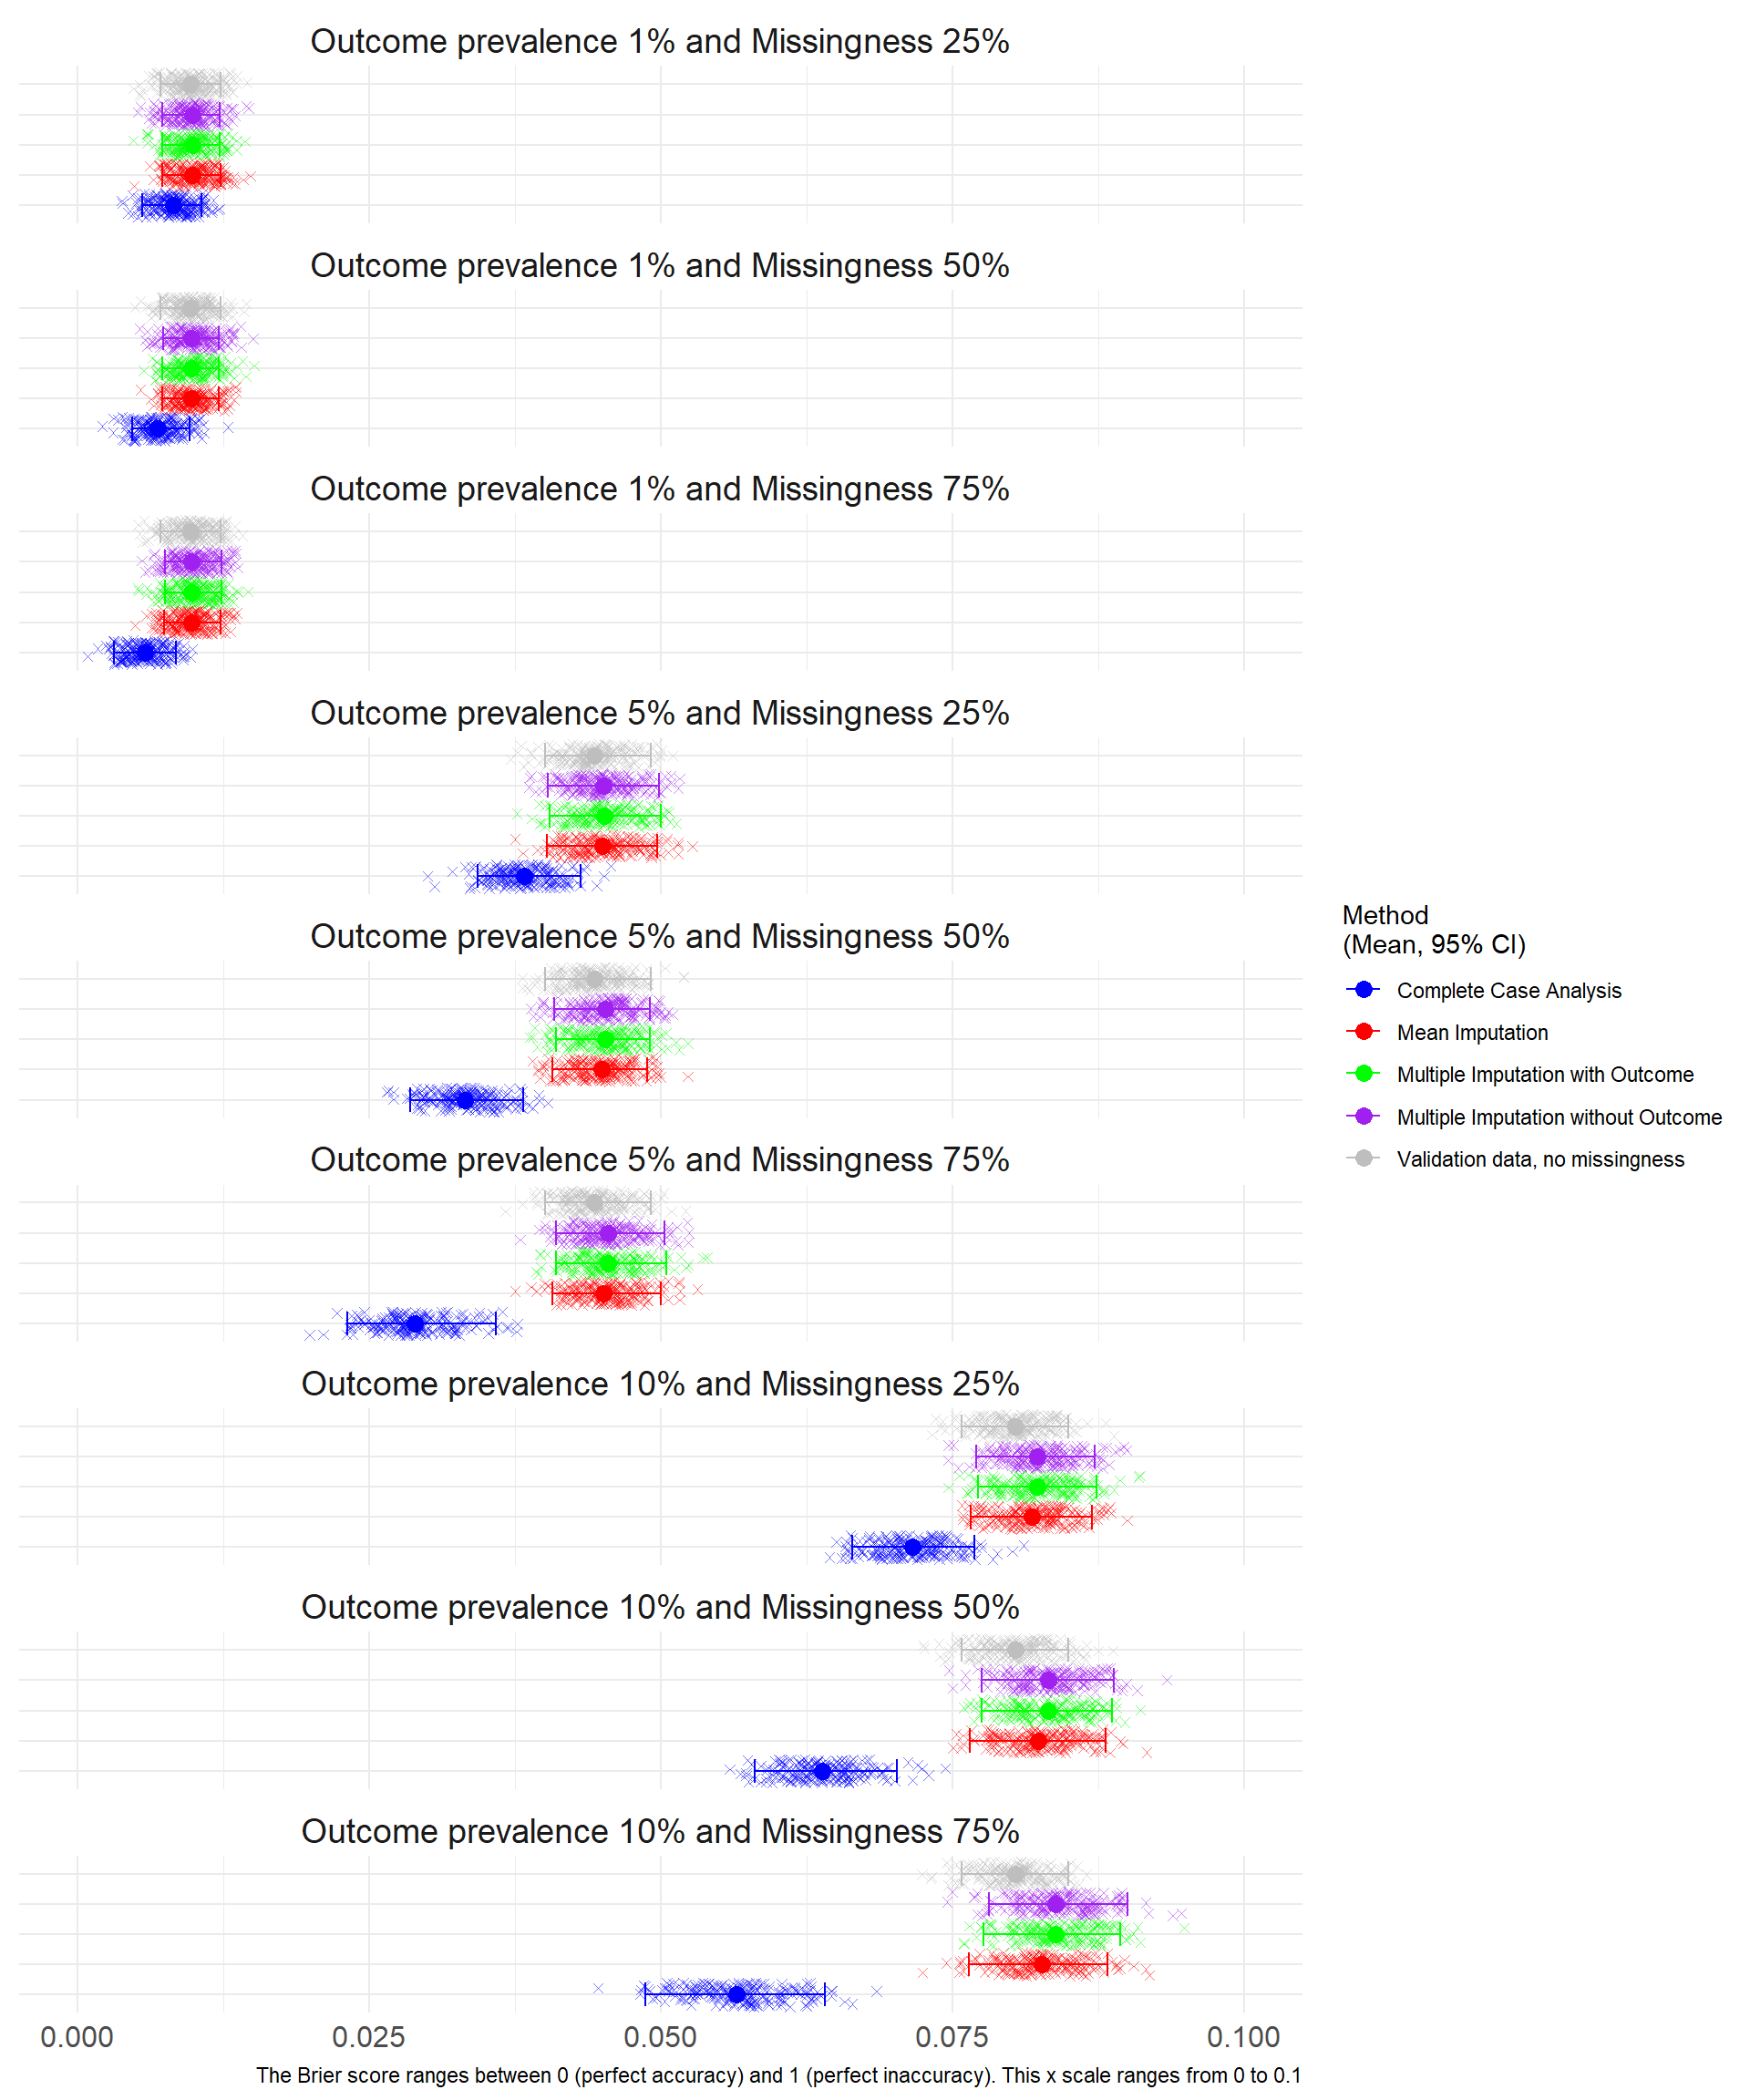 Outcome prevalence 1% and Missingness 25%
Outcome prevalence 1% and Missingness 50%
Outcome prevalence 1% and Missingness 75%
Outcome prevalence 5% and Missingness 25%
Outcome prevalence 5% and Missingness 50%
Outcome prevalence 5% and Missingness 75%
Outcome prevalence 10% and Missingness 25%
Outcome prevalence 10% and Missingness 50%
Outcome prevalence 10% and Missingness 75%
0.000 0.025 0.050 0.075 0.100
The Brier score ranges between 0 (perfect accuracy) and 1 (perfect inaccuracy). This x scale ranges from 0 to 0.1
Method
(Mean, 95% CI)
Complete Case Analysis
Mean Imputation
Multiple Imputation with Outcome
Multiple Imputation without Outcome
Validation data, no missingness